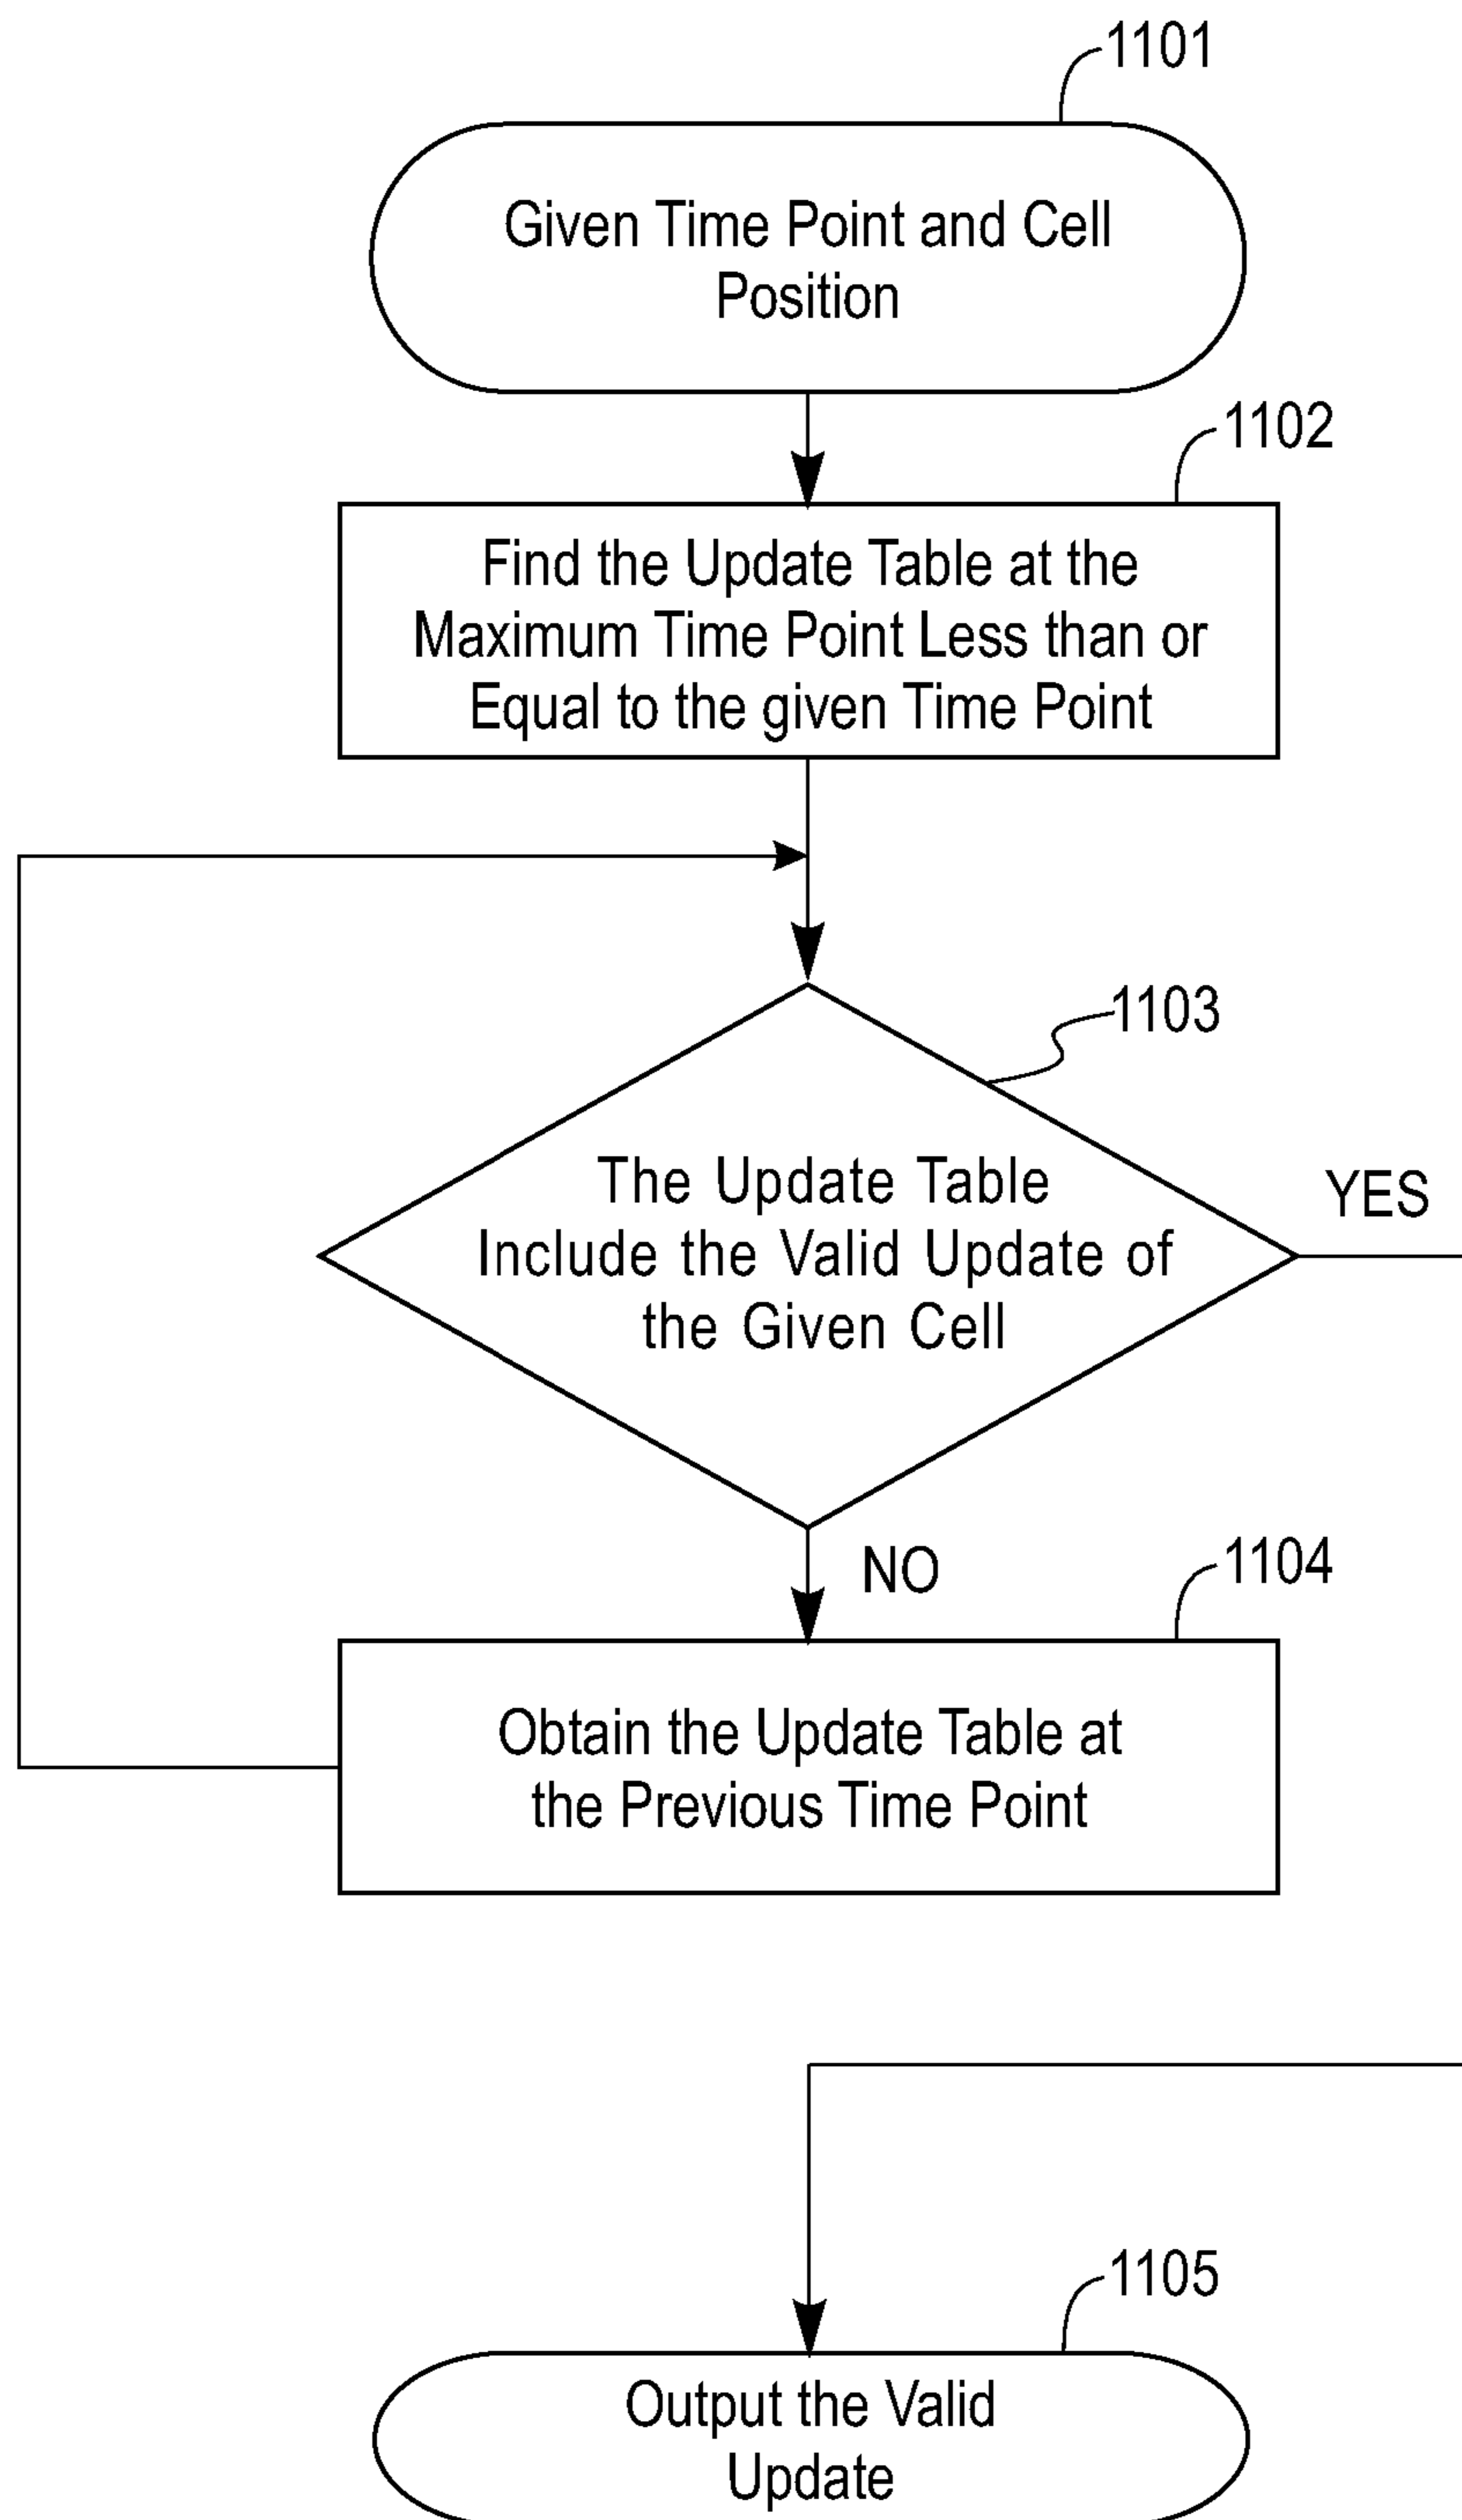 1101
Given Time Point and Cell
Position
1102
Find the Update Table at the
Maximum Time Point Less than or
Equal to the given Time Point
1103
The Update Table
Include the Valid Update of
the Given Cell
YES
NO
1104
Obtain the Update Table at
the Previous Time Point
1105
Output the Valid
Update